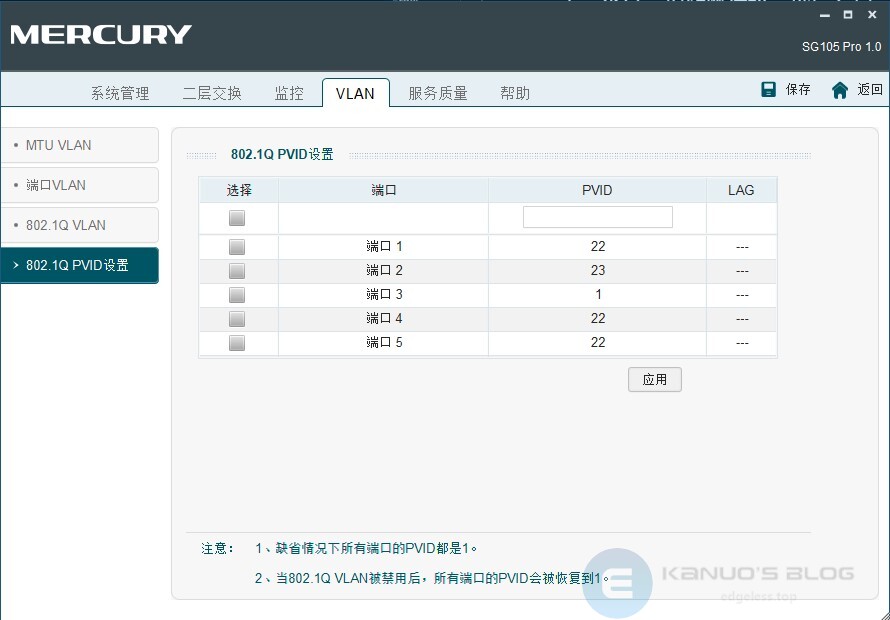 MERCURY
SG105 Pro 1.0
系统管理 二层交换 监控 VLAN 服务质量 帮助 保存 返回
MTU VLAN
端口VLAN
802.1Q VLAN
802.1Q PVID设置
802.1Q PVID设置
选择 端口 PVID LAG
端口 1 22 ---
端口 2 23 ---
端口 3 1 ---
端口 4 22 ---
端口 5 22 ---
应用
注意： 1、缺省情况下所有端口的PVID都是1。
2、当802.1Q VLAN被禁用后，所有端口的PVID会被恢复到1。
KANUO'S BLOG
edgeless.top